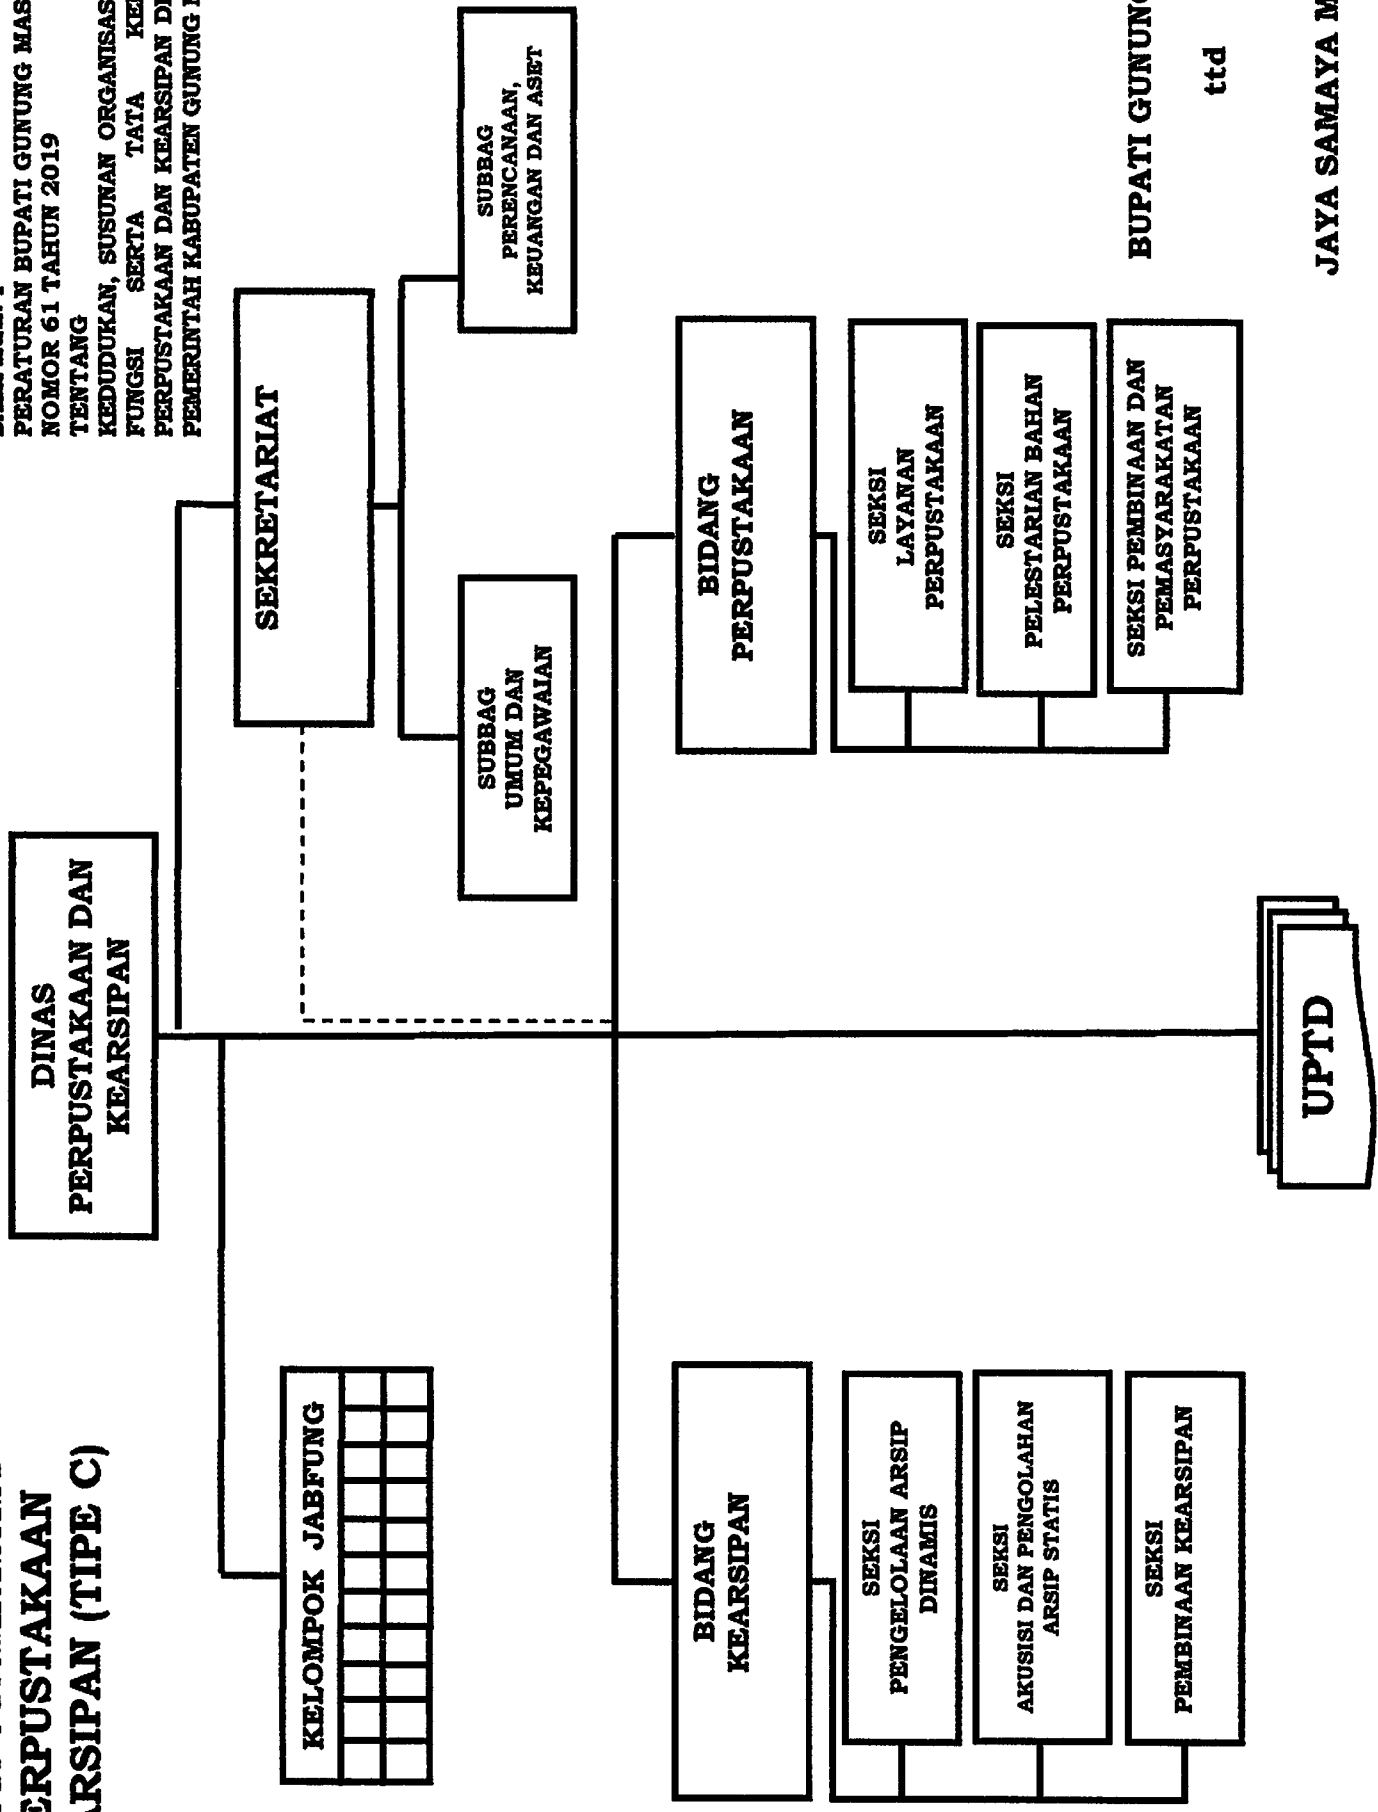 ERPUSTAKAAN
ARSIPAN (TIPE C)
PERATURAN BUPATI GUNUNG MAS
NOMOR 61 TAHUN 2019
TENTANG
KEDUDUKAN, SUSUNAN ORGANISAS
FUNGSI SERTA TATA KE
PERPUSTAKAAN DAN KEARSIPAN
PEMERINTAH KABUPATEN GUNUNG
DINAS
PERPUSTAKAAN DAN
KEARSIPAN
KELOMPOK JABFUNG
SEKRETARIAT
SUBBAG
UMUM DAN
KEPEGAWAIAN
SUBBAG
PERENCANAAN,
KEUANGAN DAN ASET
BIDANG
KEARSIPAN
SEKSI
PENGELOLAAN ARSIP
DINAMIS
SEKSI
AKUSISI DAN PENGOLAHAN
ARSIP STATIS
SEKSI
PEMBINAAN KEARSIPAN
BIDANG
PERPUSTAKAAN
SEKSI
LAYANAN
PERPUSTAKAAN
SEKSI
PELESTARIAN BAHAN
PERPUSTAKAAN
SEKSI PEMBINAAN DAN
PEMASYARAKATAN
PERPUSTAKAAN
UPTD
BUPATI GUNUNG
ttd
JAYA SAMAYA M